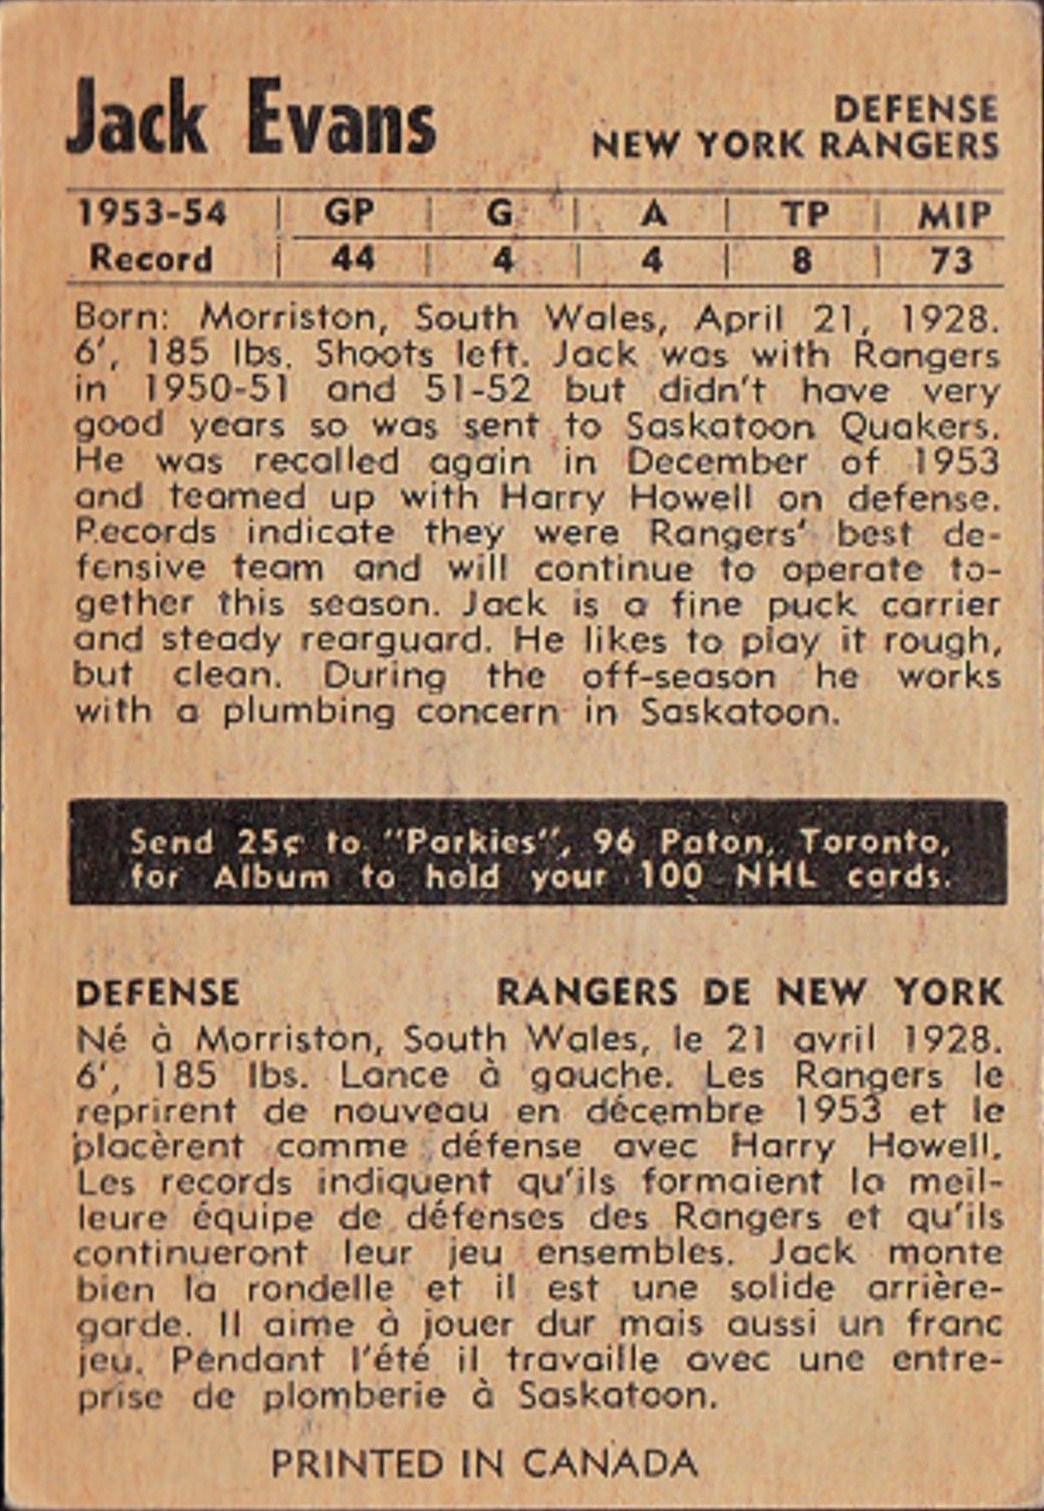 Jack Evans
DEFENSE
NEW YORK RANGERS
1953-54 | GP | G | A | TP | MIP
Record | 44 | 4 | 4 | 8 | 73
Born: Morriston, South Wales, April 21, 1928.
6', 185 lbs. Shoots left. Jack was with Rangers
in 1950-51 and 51-52 but didn't have very
good years so was sent to Saskatoon Quakers.
He was recalled again in December of 1953
and teamed up with Harry Howell on defense.
Records indicate they were Rangers' best de-
fensive team and will continue to operate to-
gether this season. Jack is a fine puck carrier
and steady rearguard. He likes to play it rough,
but clean. During the off-season he works
with a plumbing concern in Saskatoon.
Send 25¢ to "Parkies", 96 Paton, Toronto,
for Album to hold your 100 NHL cards.
DEFENSE RANGERS DE NEW YORK
Né à Morriston, South Wales, le 21 avril 1928.
6', 185 lbs. Lance à gauche. Les Rangers le
reprirent de nouveau en décembre 1953 et le
placèrent comme défense avec Harry Howell.
Les records indiquent qu'ils formaient la meil-
leure équipe de défenses des Rangers et qu'ils
continueront leur jeu ensembles. Jack monte
bien la rondelle et il est une solide arrière-
garde. Il aime à jouer dur mais aussi un franc
jeu. Pendant l'été il travaille avec une entre-
prise de plomberie à Saskatoon.
PRINTED IN CANADA